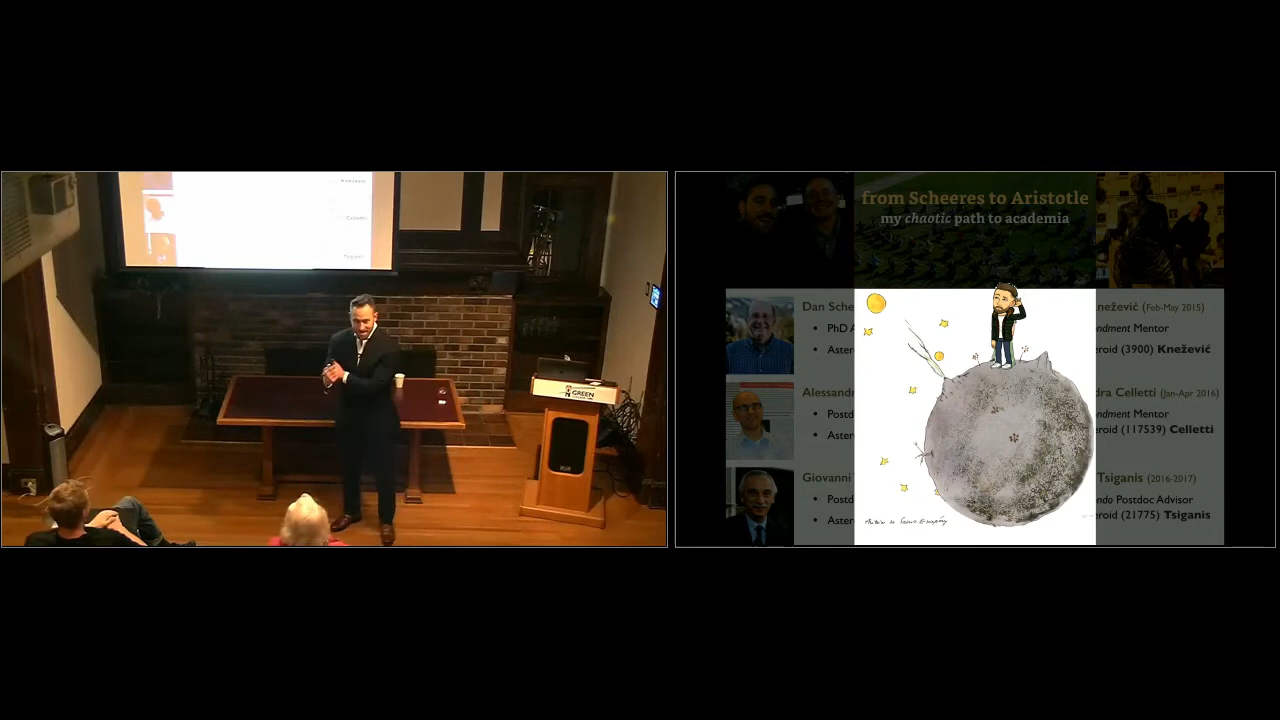 GREEN
from Scheeres to Aristotle
my chaotic path to academia
Dan Sche
nežević (Feb-May 2015)
• PhD A
ndment Mentor
• Aster
eroid (3900) Knežević
Alessandr
dra Celletti (Jan-Apr 2016)
• Postd
ndment Mentor
• Aster
eroid (117539) Celletti
Giovanni
Tsiganis (2016-2017)
• Postd
ndo Postdoc Advisor
• Aster
eroid (21775) Tsiganis